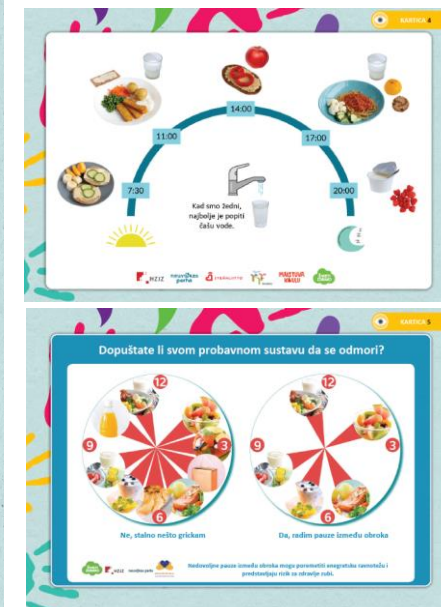 KARTICA 4
14:00
11:00
17:00
7:30
20:00
Kad smo žedni,
najbolje je popiti
čašu vode.
HZJZ
KARTICA 5
Dopuštate li svom probavnom sustavu da se odmori?
12
9
3
6
12
9
3
6
Ne, stalno nešto grickam
Da, radim pauze između obroka
HZJZ
Nedovoljne pauze između obroka mogu poremetiti energetsku ravnotežu i
predstavljaju rizik za zdravlje zubi.